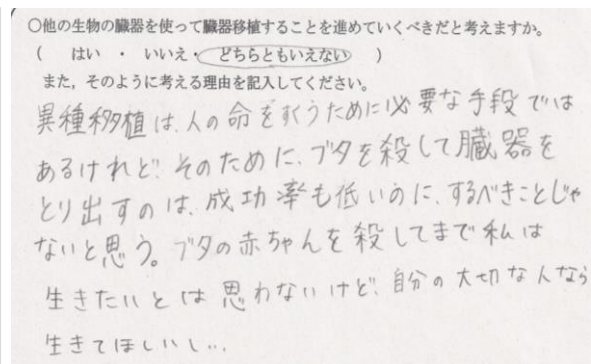 ○他の生物の臓器を使って臓器移植することを進めていくべきだと考えますか。
(　はい　・　いいえ・　どちらともいえない　)
また，そのように考える理由を記入してください。
異種移植は、人の命をすくうために必要な手段では
あるけれど、そのために、ブタを殺して臓器を
とり出すのは、成功率も低いのに、するべきことじゃ
ないと思う。ブタの赤ちゃんを殺してまで私は
生きたいとは思わないけど、自分の大切な人なら
生きてほしいし…